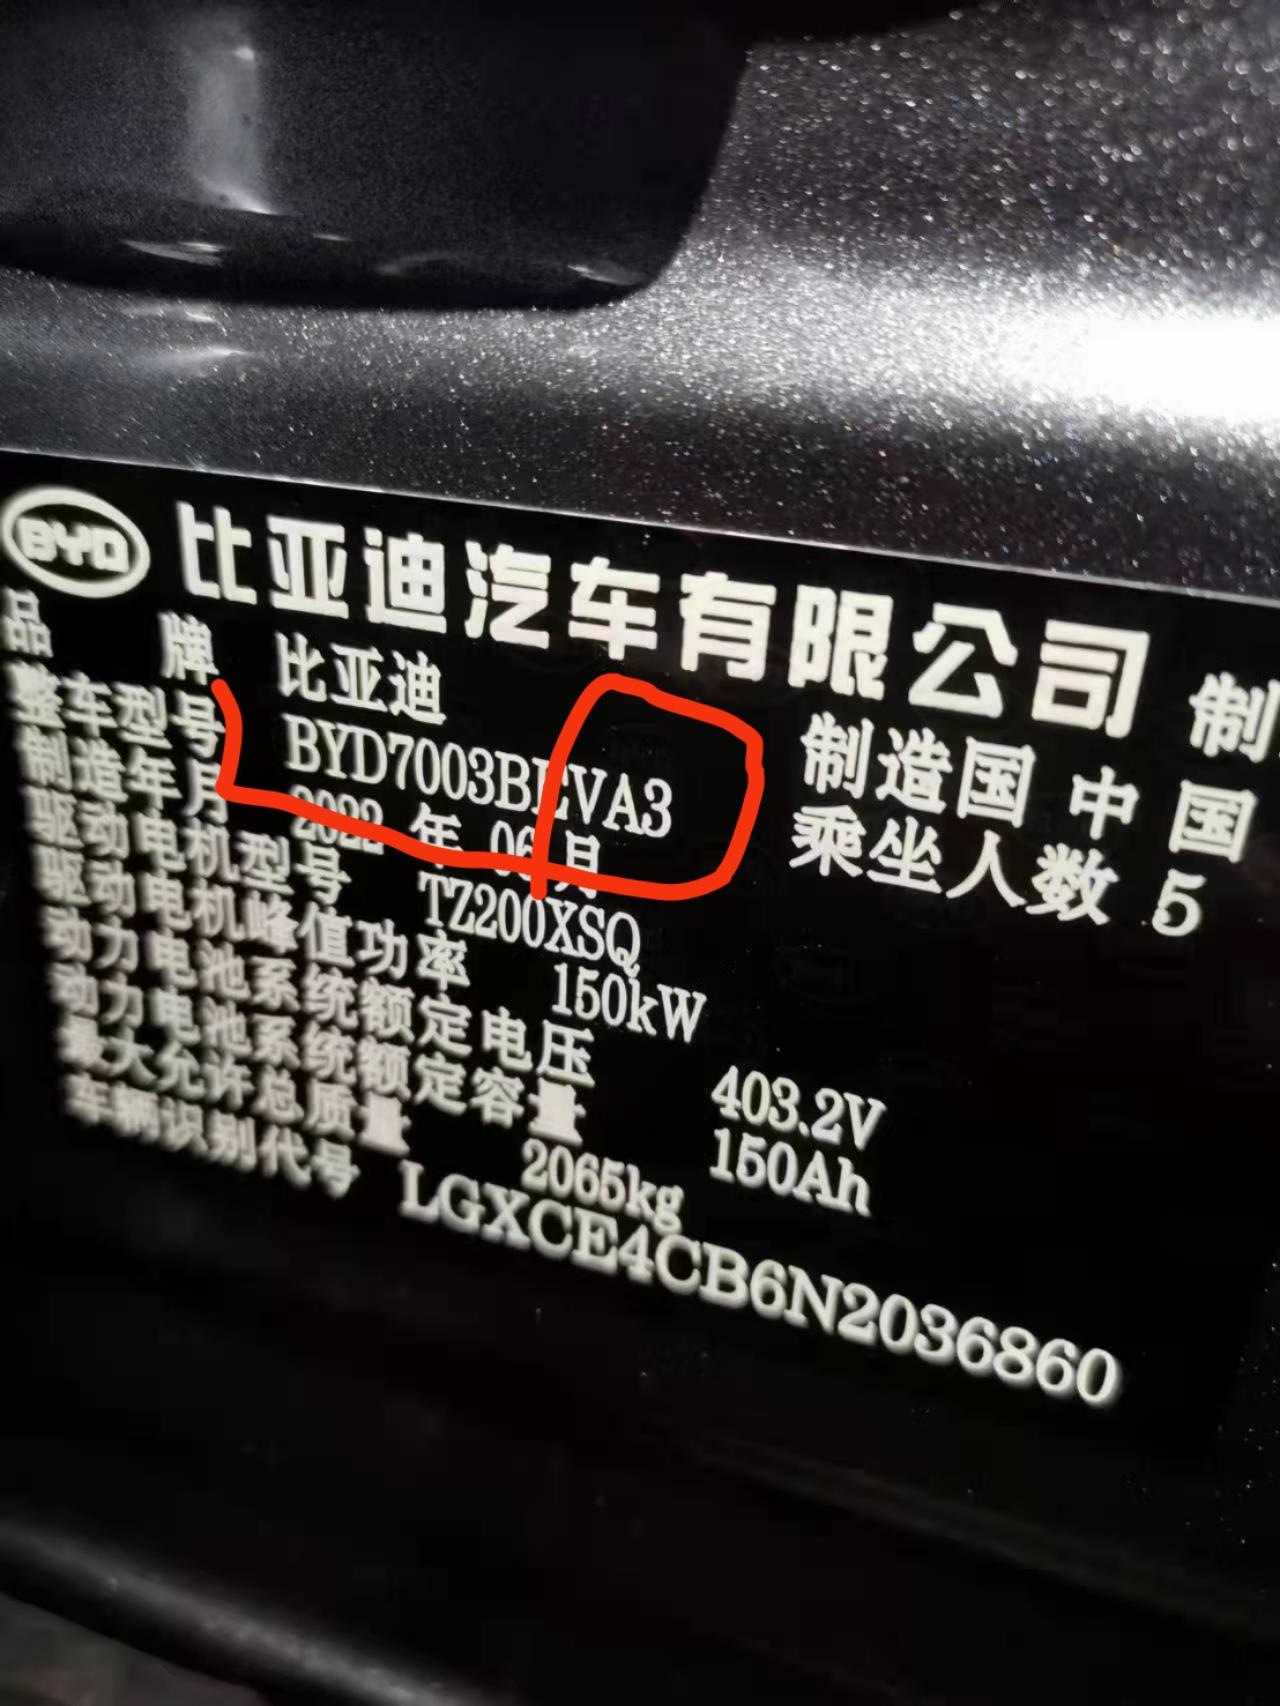 BYD 比亚迪汽车有限公司 制
品牌 比亚迪
整车型号 BYD7003BEVA3 制造国 中国
制造年月 2022 年 06 月 乘坐人数 5
驱动电机型号 TZ200XSQ
驱动电机峰值功率 150kW
动力电池系统额定电压 403.2V
动力电池系统额定容量 150Ah
最大允许总质量 2065kg
车辆识别代号 LGXCE4CB6N2036860